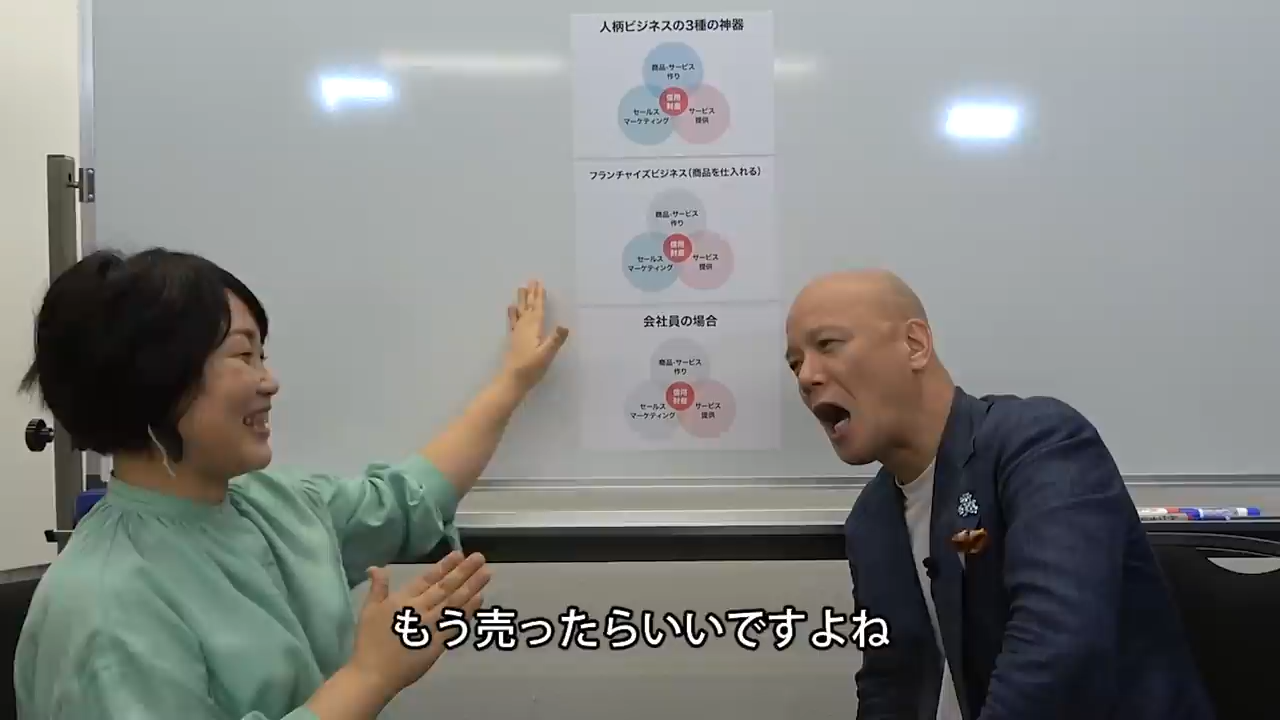 人柄ビジネスの3種の神器
商品・サービス
作り
信用
財産
セールス
マーケティング
サービス
提供
フランチャイズビジネス(商品を仕入れる)
商品・サービス
作り
信用
財産
セールス
マーケティング
サービス
提供
会社員の場合
商品・サービス
作り
信用
財産
セールス
マーケティング
サービス
提供
もう売ったらいいですよね